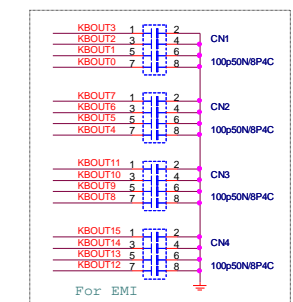 KBOUT3 1 2
KBOUT2 3 4 CN1
KBOUT1 5 6
KBOUT0 7 8 100p50N/8P4C
KBOUT7 1 2
KBOUT6 3 4 CN2
KBOUT5 5 6
KBOUT4 7 8 100p50N/8P4C
KBOUT11 1 2
KBOUT10 3 4 CN3
KBOUT9 5 6
KBOUT8 7 8 100p50N/8P4C
KBOUT15 1 2
KBOUT14 3 4 CN4
KBOUT13 5 6
KBOUT12 7 8 100p50N/8P4C
For EMI